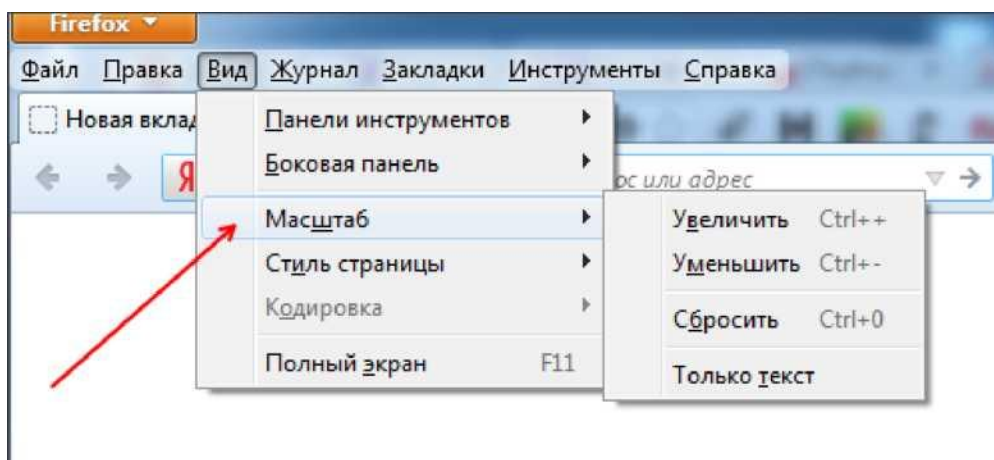 Firefox
Файл Правка Вид Журнал Закладки Инструменты Справка
Новая вклад
Я
ос или адрес
Панели инструментов
Боковая панель
Масштаб
Стиль страницы
Кодировка
Полный экран F11
Увеличить Ctrl++
Уменьшить Ctrl+-
Сбросить Ctrl+0
Только текст